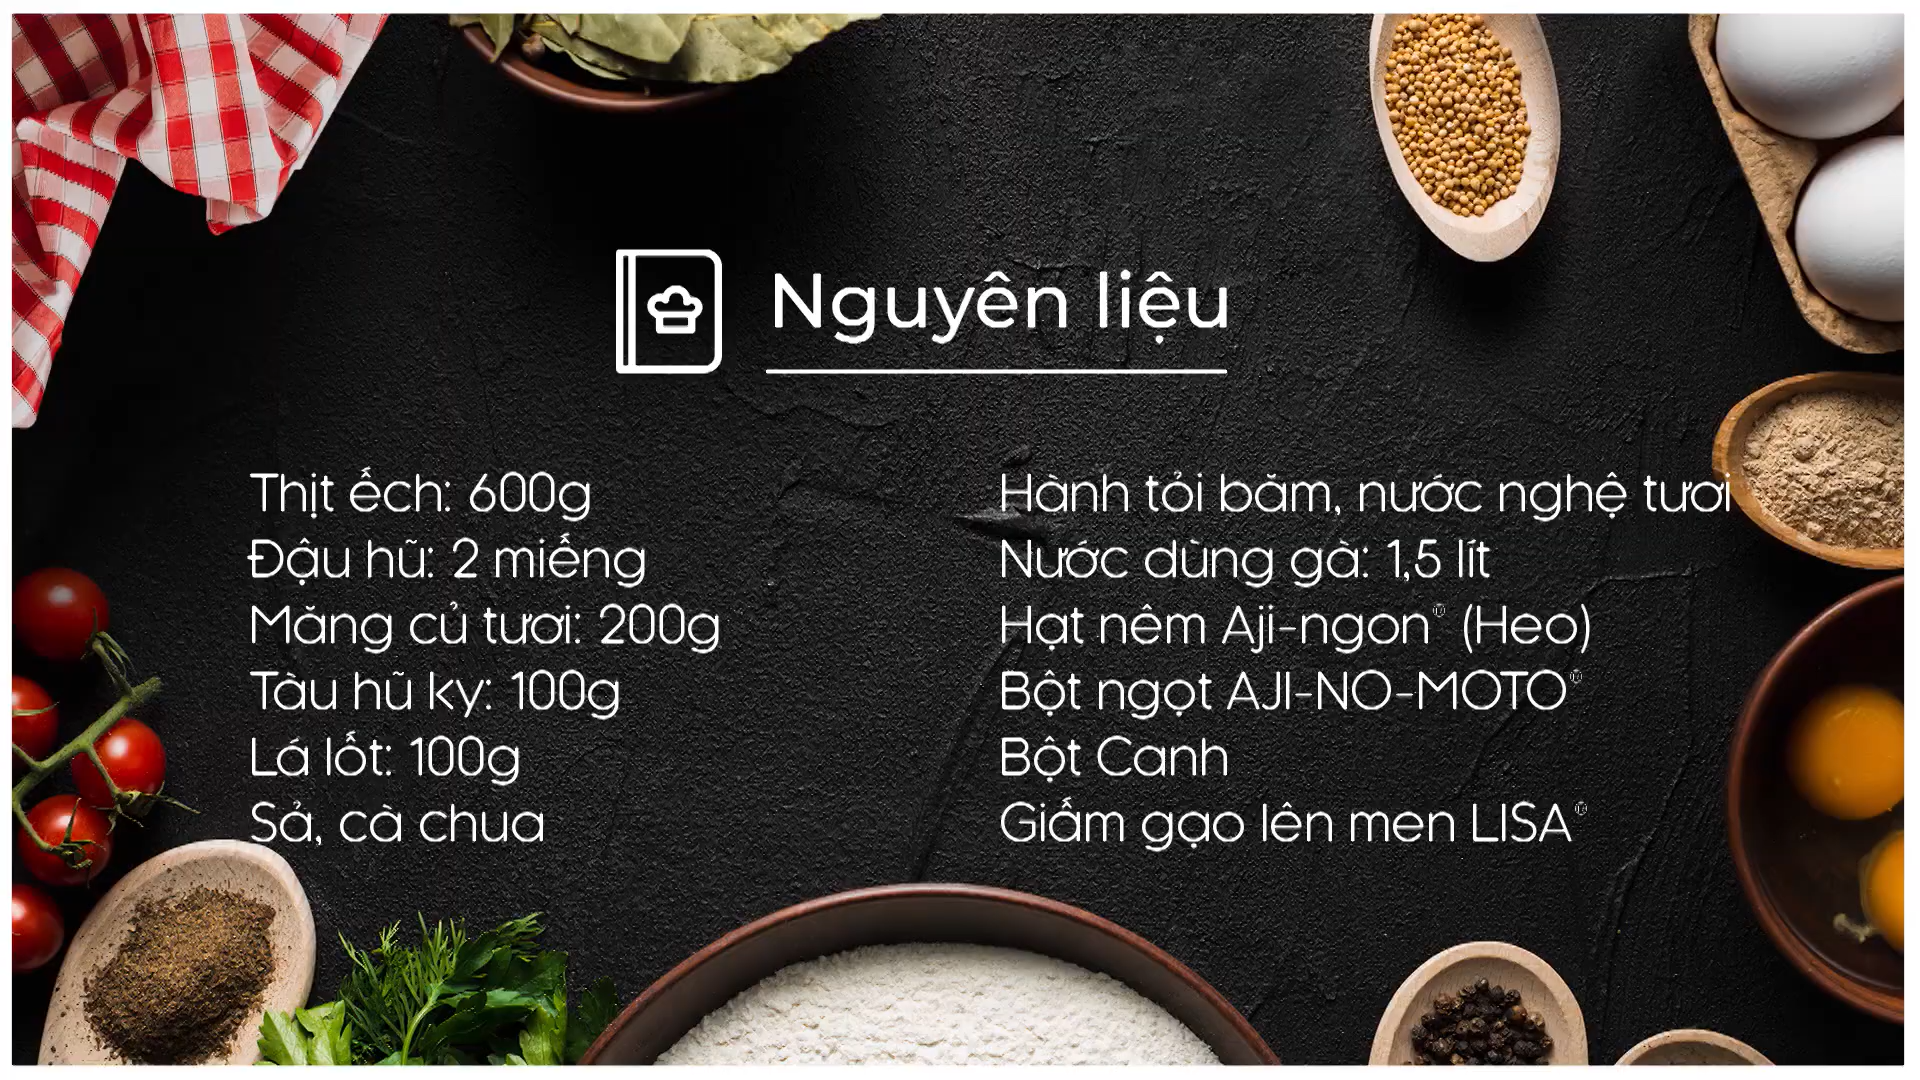 Nguyên liệu
Thịt ếch: 600g
Đậu hũ: 2 miếng
Măng củ tươi: 200g
Tàu hũ ky: 100g
Lá lốt: 100g
Sả, cà chua
Hành tỏi băm, nước nghệ tươi
Nước dùng gà: 1,5 lít
Hạt nêm Aji-ngon® (Heo)
Bột ngọt AJI-NO-MOTO®
Bột Canh
Giấm gạo lên men LISA®